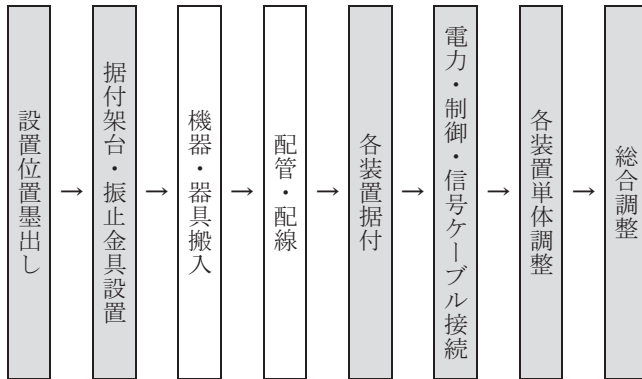 設置位置墨出し
→
据付架台・振止金具設置
→
機器・器具搬入
→
配管・配線
→
各装置据付
→
電力・制御・信号ケーブル接続
→
各装置単体調整
→
総合調整